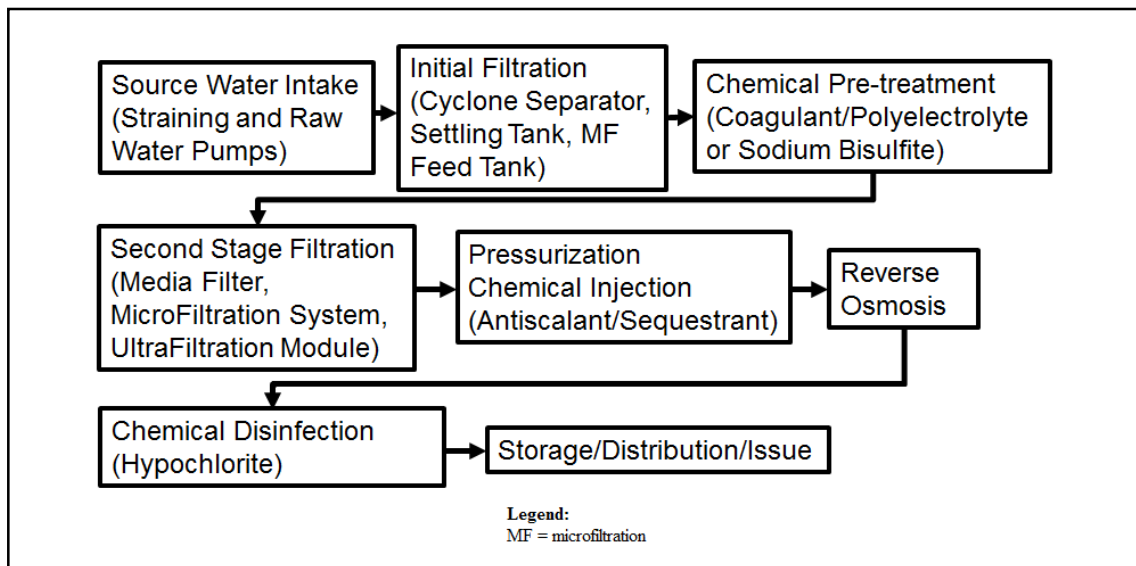 Source Water Intake
(Straining and Raw
Water Pumps)
Initial Filtration
(Cyclone Separator,
Settling Tank, MF
Feed Tank)
Chemical Pre-treatment
(Coagulant/Polyelectrolyte
or Sodium Bisulfite)
Second Stage Filtration
(Media Filter,
MicroFiltration System,
UltraFiltration Module)
Pressurization
Chemical Injection
(Antiscalant/Sequestrant)
Reverse
Osmosis
Chemical Disinfection
(Hypochlorite)
Storage/Distribution/Issue
Legend:
MF = microfiltration